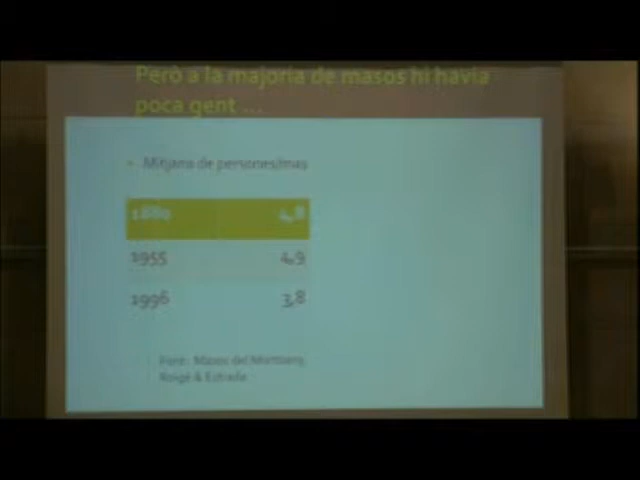 Però a la majoria de masos hi havia
poca gent ...
Mitjana de persones/mas
1880 4,8
1955 4,9
1996 3,8
Font: Masos del Montseny,
Roigé & Estrada